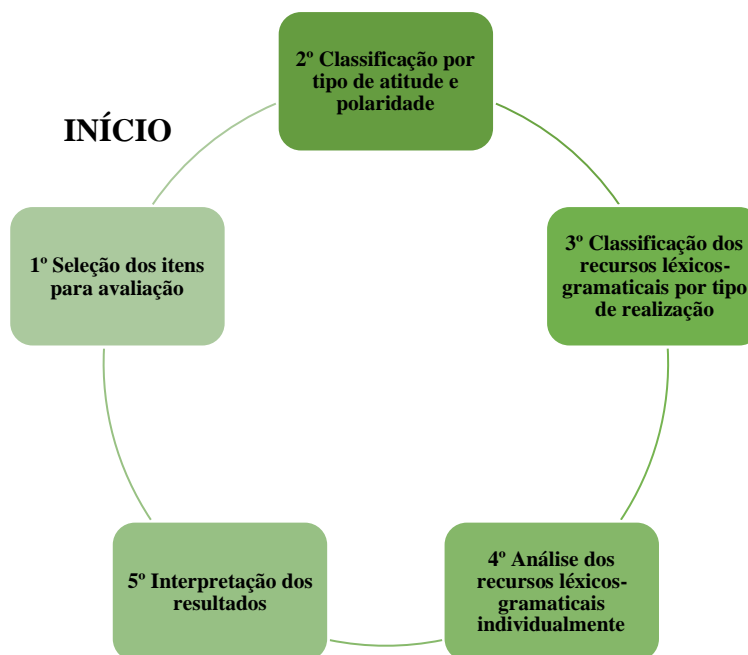 INÍCIO
1º Seleção dos itens
para avaliação
2º Classificação por
tipo de atitude e
polaridade
3º Classificação dos
recursos léxicos-
gramaticais por tipo
de realização
4º Análise dos
recursos léxicos-
gramaticais
individualmente
5º Interpretação dos
resultados